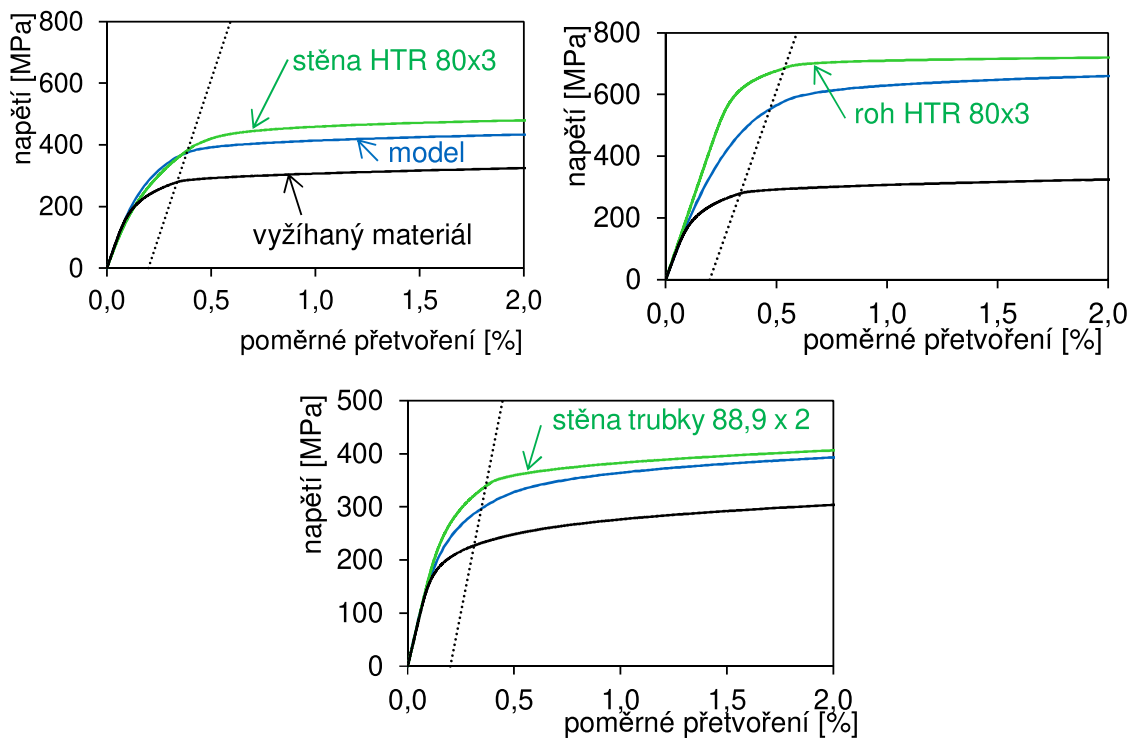 napětí [MPa]
800
600
400
200
0
stěna HTR 80x3
model
vyžíhaný materiál
0,0 0,5 1,0 1,5 2,0
poměrné přetvoření [%]
napětí [MPa]
800
600
400
200
0
roh HTR 80x3
0,0 0,5 1,0 1,5 2,0
poměrné přetvoření [%]
napětí [MPa]
500
400
300
200
100
0
stěna trubky 88,9 x 2
0,0 0,5 1,0 1,5 2,0
poměrné přetvoření [%]